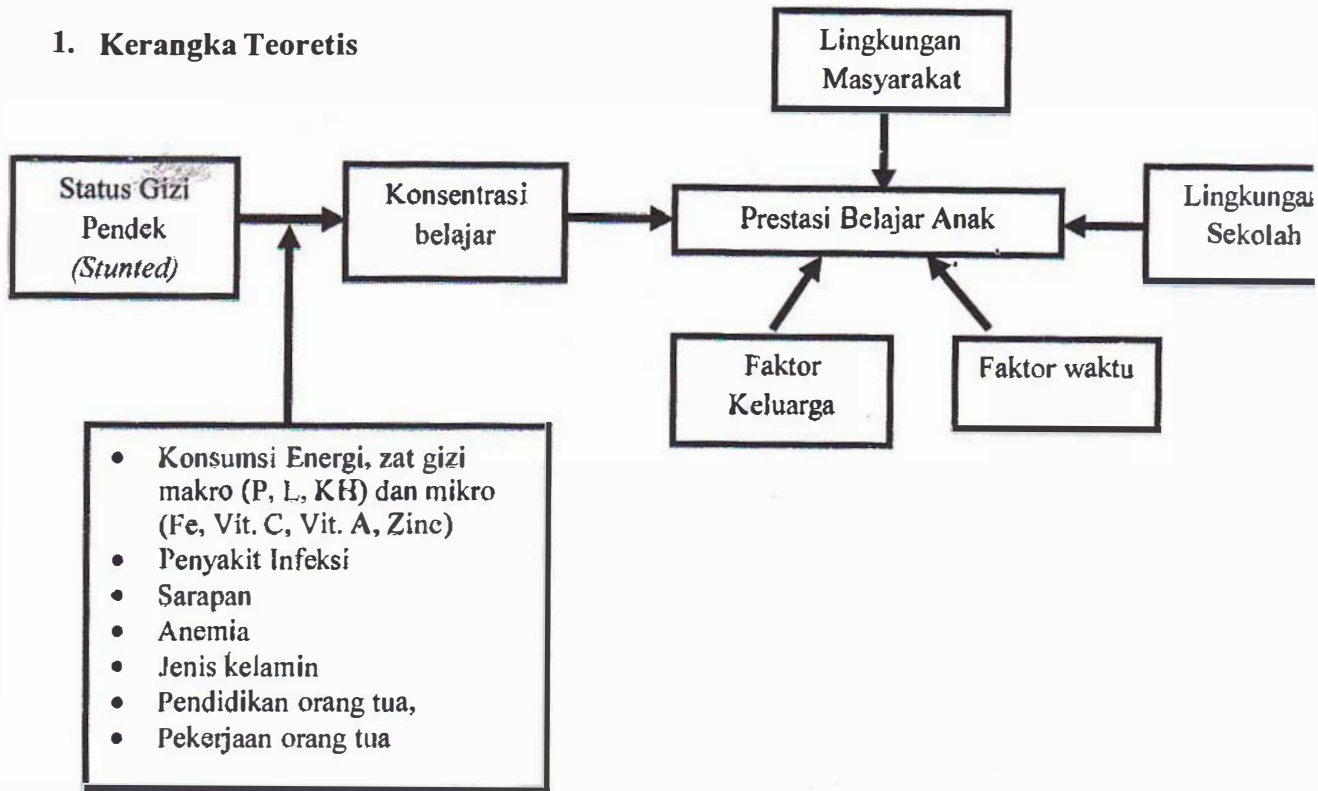 1. Kerangka Teoretis
Lingkungan
Masyarakat
Status Gizi
Pendek
(Stunted)
Konsentrasi
belajar
Prestasi Belajar Anak
Lingkunga
Sekolah
Faktor
Keluarga
Faktor waktu
• Konsumsi Energi, zat gizi
makro (P, L, KH) dan mikro
(Fe, Vit. C, Vit. A, Zinc)
• Penyakit Infeksi
• Sarapan
• Anemia
• Jenis kelamin
• Pendidikan orang tua,
• Pekerjaan orang tua